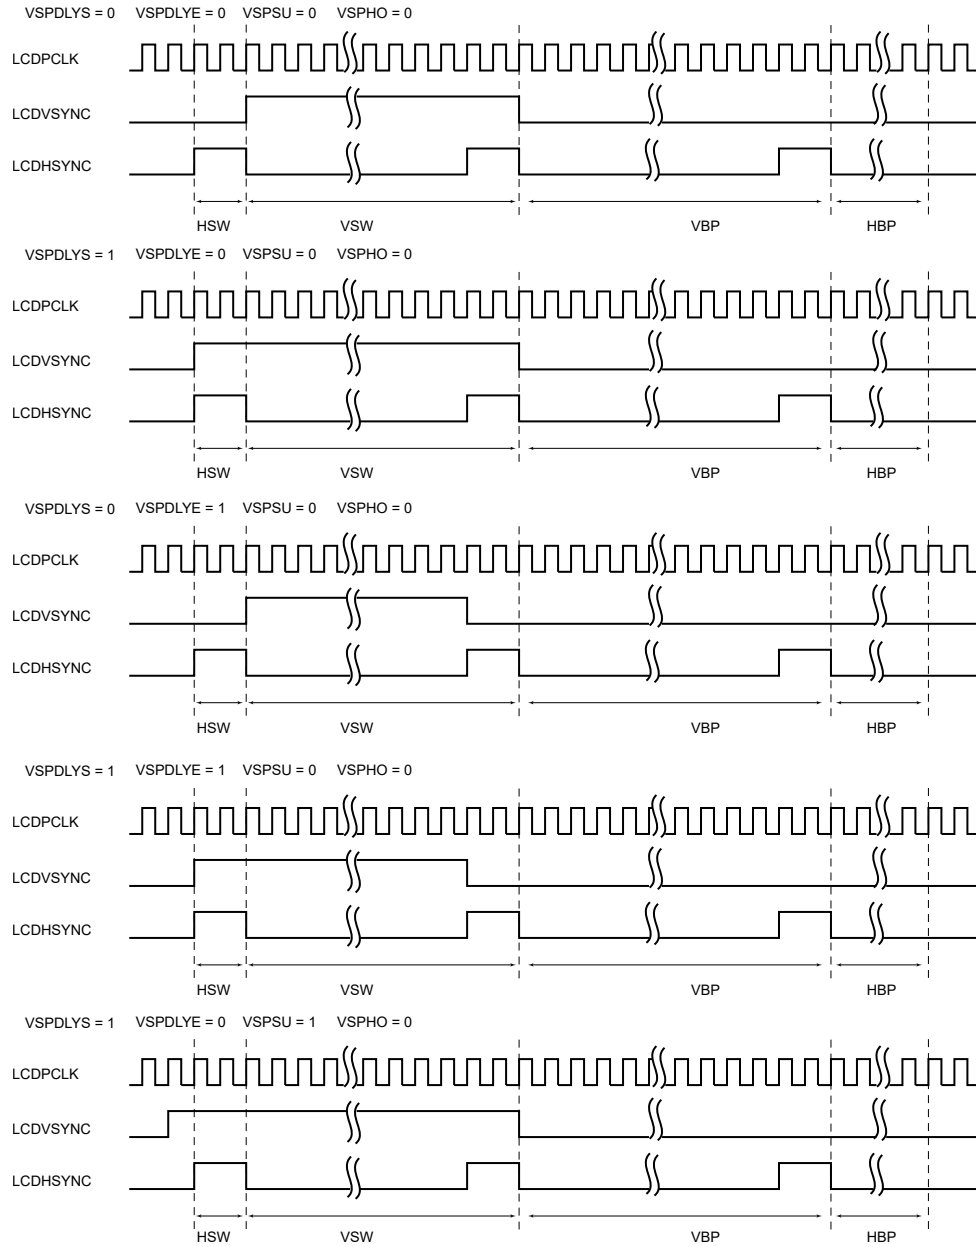 VSPDLYS = 0 VSPDLYE = 0 VSPSU = 0 VSPHO = 0
LCDPCLK
LCDVSYNC
LCDHSYNC
HSW VSW VBP HBP
VSPDLYS = 1 VSPDLYE = 0 VSPSU = 0 VSPHO = 0
LCDPCLK
LCDVSYNC
LCDHSYNC
HSW VSW VBP HBP
VSPDLYS = 0 VSPDLYE = 1 VSPSU = 0 VSPHO = 0
LCDPCLK
LCDVSYNC
LCDHSYNC
HSW VSW VBP HBP
VSPDLYS = 1 VSPDLYE = 1 VSPSU = 0 VSPHO = 0
LCDPCLK
LCDVSYNC
LCDHSYNC
HSW VSW VBP HBP
VSPDLYS = 1 VSPDLYE = 0 VSPSU = 1 VSPHO = 0
LCDPCLK
LCDVSYNC
LCDHSYNC
HSW VSW VBP HBP